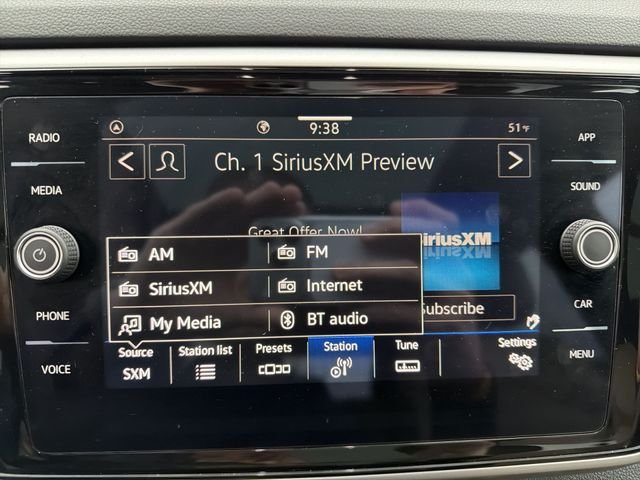 RADIO
MEDIA
PHONE
VOICE
9:38
51°F
Ch. 1 SiriusXM Preview
Great Offer Now!
SiriusXM
AM
FM
SiriusXM
Internet
My Media
BT audio
Subscribe
Source
SXM
Station list
Presets
Station
Tune
Settings
APP
SOUND
CAR
MENU